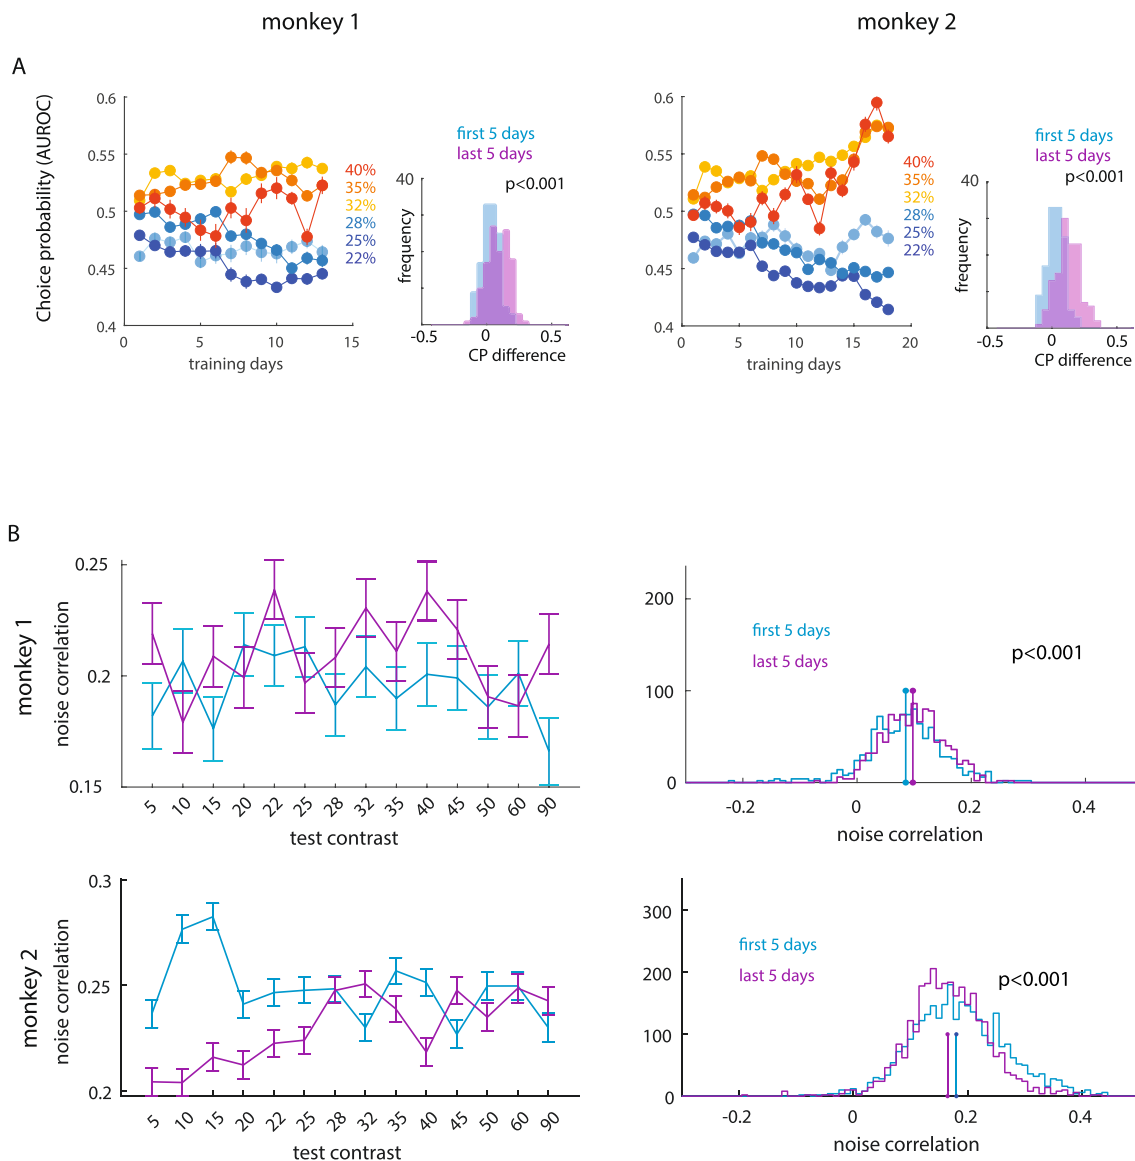 monkey 1
monkey 2
A
Choice probability (AUROC)
0.6
0.55
0.5
0.45
0.4
0
5
10
15
training days
40%
35%
32%
28%
25%
22%
first 5 days
last 5 days
p<0.001
40
frequency
-0.5
0
0.5
CP difference
0.6
0.55
0.5
0.45
0.4
0
5
10
15
20
training days
40%
35%
32%
28%
25%
22%
first 5 days
last 5 days
p<0.001
40
frequency
-0.5
0
0.5
CP difference
B
monkey 1
noise correlation
0.25
0.2
0.15
5
10
15
20
22
25
28
32
35
40
45
50
60
90
test contrast
200
100
0
first 5 days
last 5 days
p<0.001
-0.2
0
0.2
0.4
noise correlation
monkey 2
noise correlation
0.3
0.25
0.2
5
10
15
20
22
25
28
32
35
40
45
50
60
90
test contrast
300
200
100
0
first 5 days
last 5 days
p<0.001
-0.2
0
0.2
0.4
noise correlation